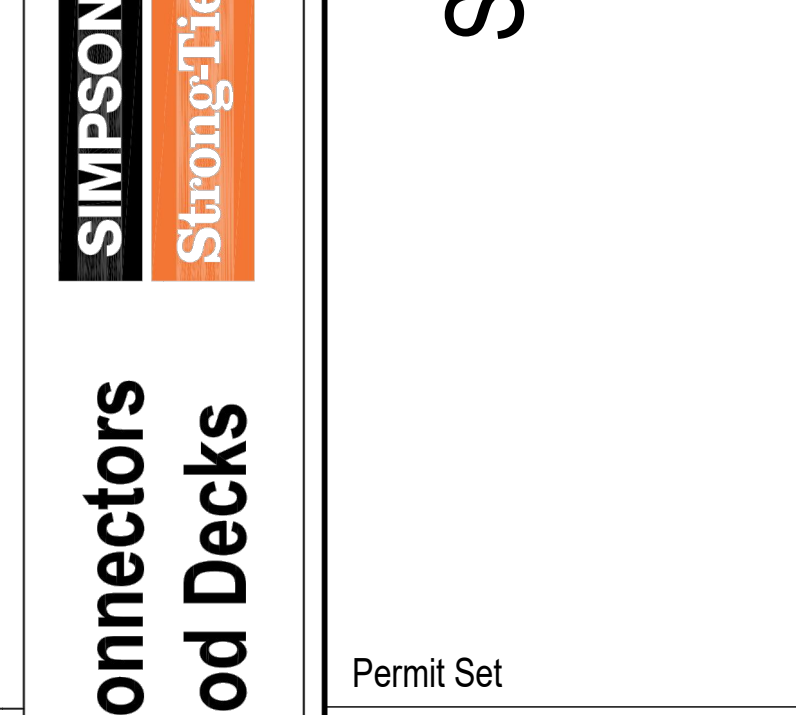 SIMPSON
Strong-Tie
onnectors
od Decks
S
Permit Set